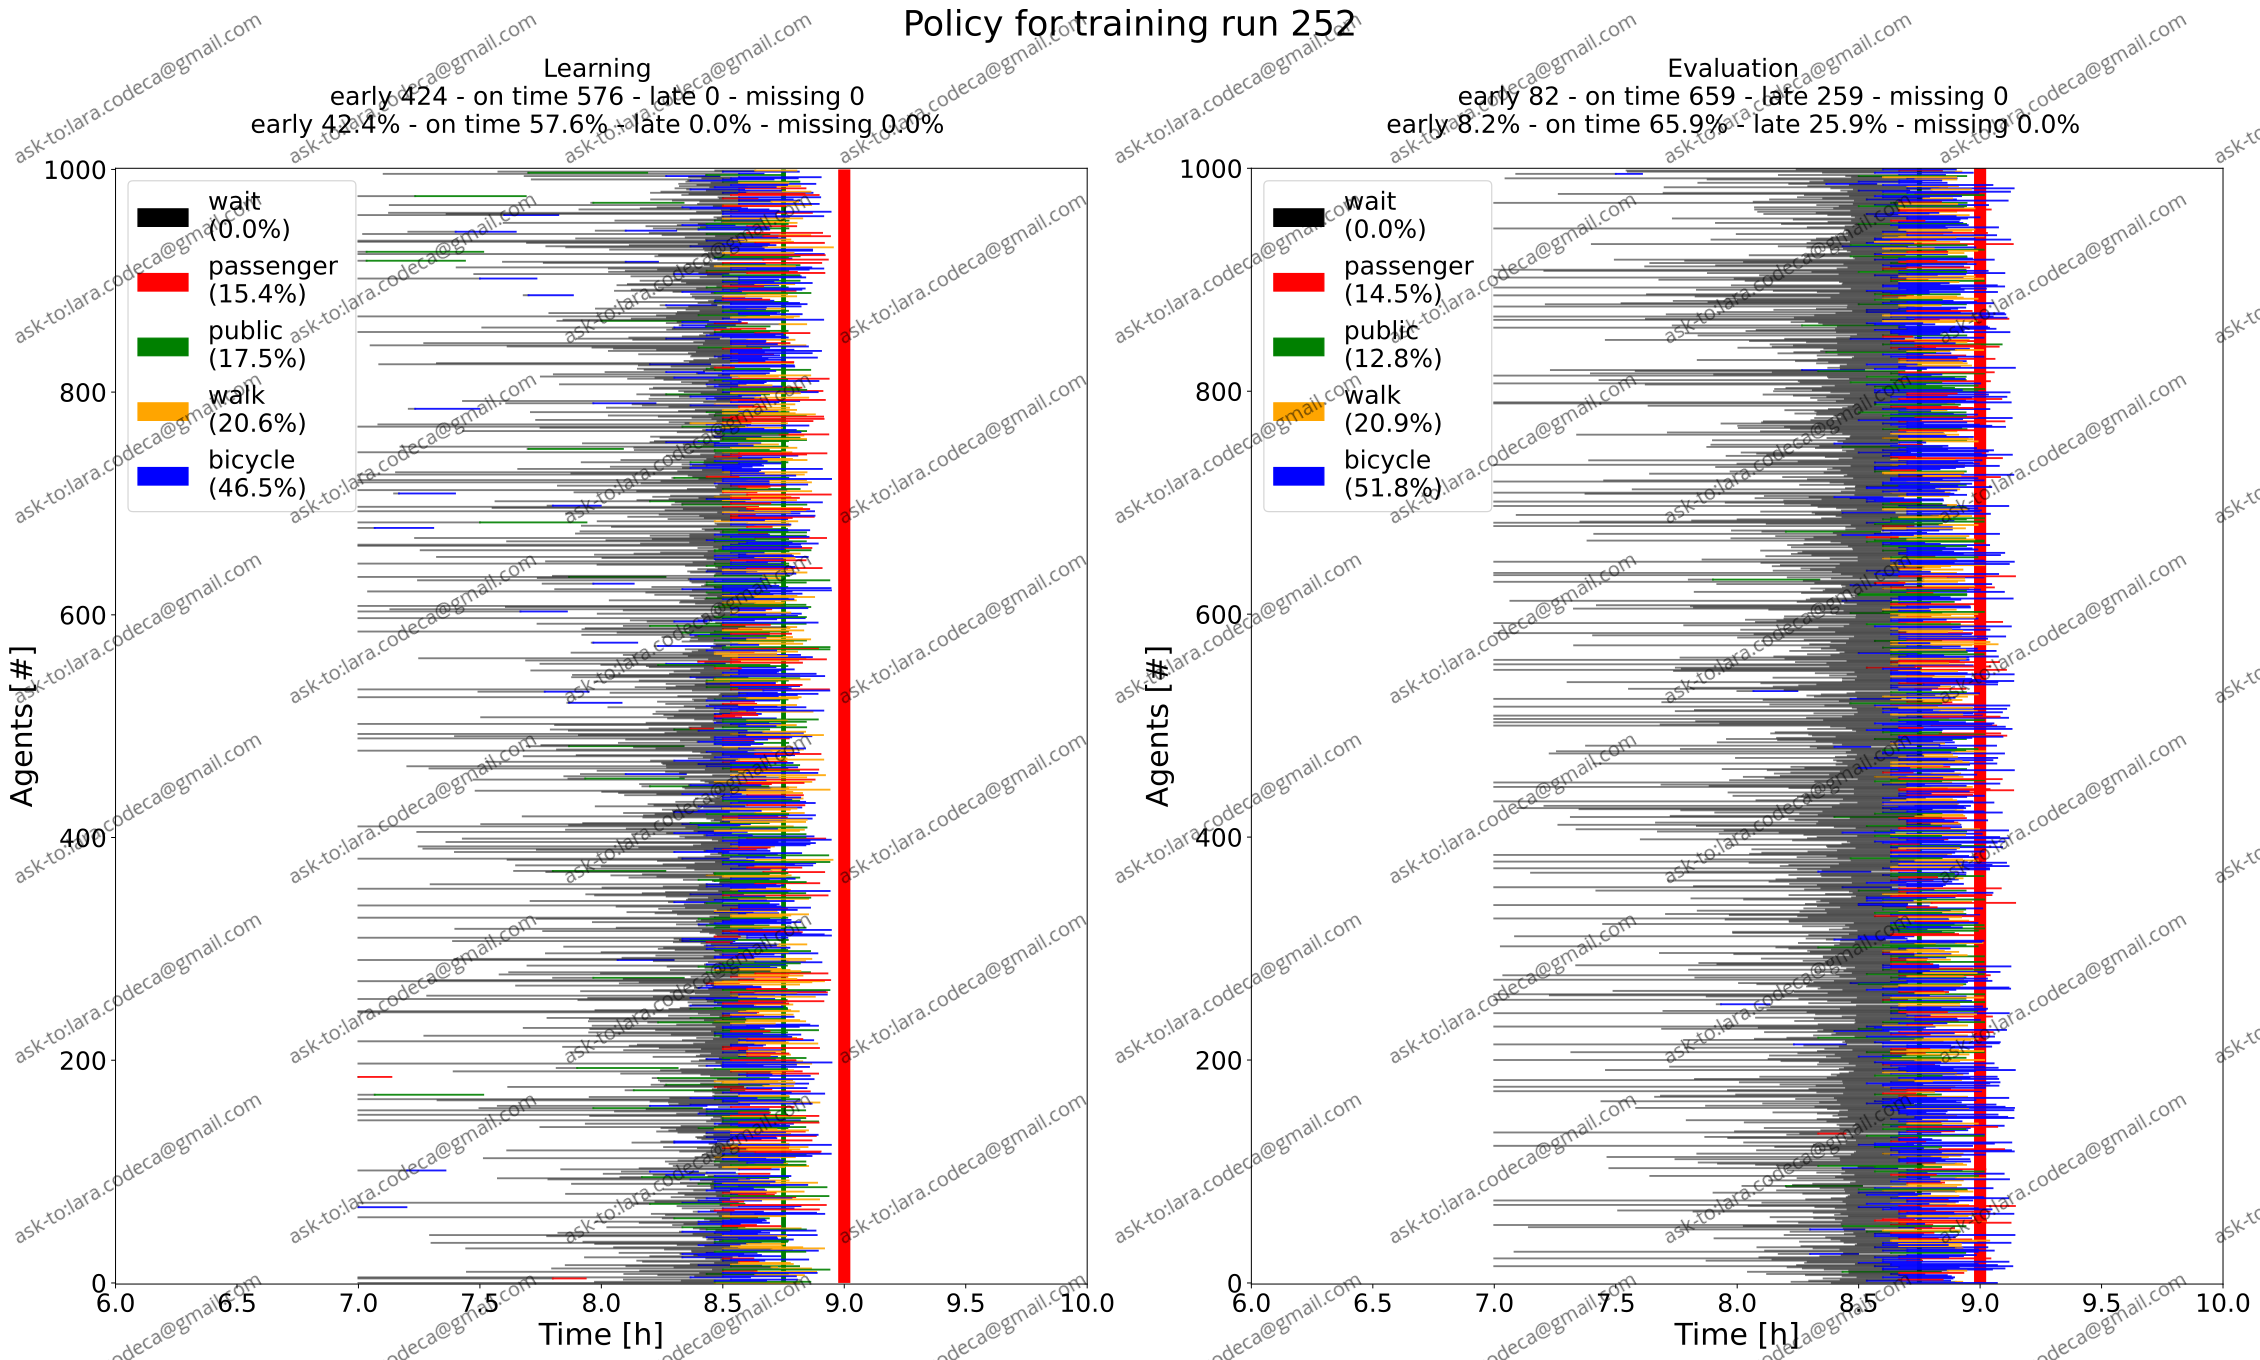 Policy for training run 252
Learning
early 424 - on time 576 - late 0 - missing 0
early 42.4% - on time 57.6% - late 0.0% - missing 0.0%
1000
800
600
400
200
0
Agents [#]
wait
(0.0%)
passenger
(15.4%)
public
(17.5%)
walk
(20.6%)
bicycle
(46.5%)
6.0 6.5 7.0 7.5 8.0 8.5 9.0 9.5 10.0
Time [h]
Evaluation
early 82 - on time 659 - late 259 - missing 0
early 8.2% - on time 65.9% - late 25.9% - missing 0.0%
1000
800
600
400
200
0
Agents [#]
wait
(0.0%)
passenger
(14.5%)
public
(12.8%)
walk
(20.9%)
bicycle
(51.8%)
6.0 6.5 7.0 7.5 8.0 8.5 9.0 9.5 10.0
Time [h]
ask-to:lara.codeca@gmail.com